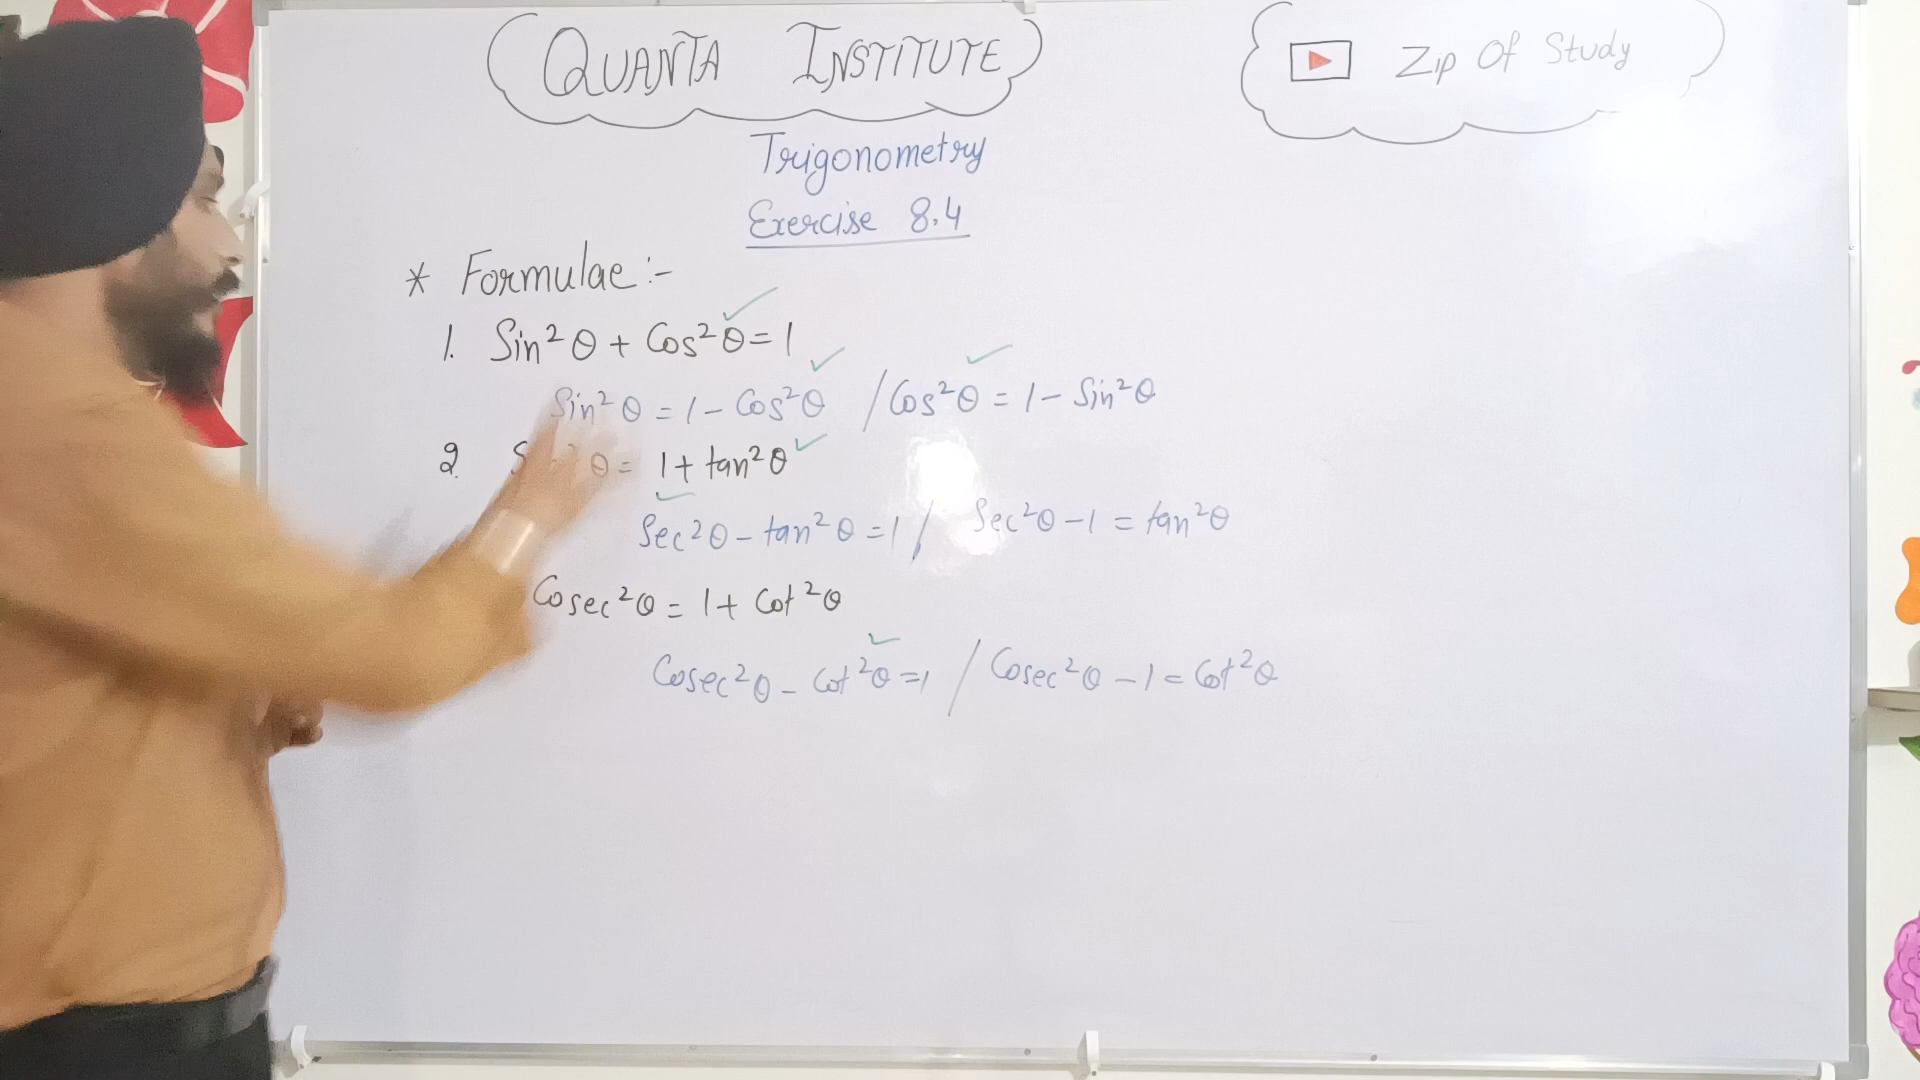 QUANTA INSTITUTE
Zip Of Study
Trigonometry
Exercise 8.4
* Formulae :-
1. Sin²θ + Cos²θ = 1
Sin²θ = 1 - Cos²θ / Cos²θ = 1 - Sin²θ
2. θ = 1 + tan²θ
Sec²θ - tan²θ = 1 / Sec²θ - 1 = tan²θ
Cosec²θ = 1 + Cot²θ
Cosec²θ - Cot²θ = 1 / Cosec²θ - 1 = Cot²θ